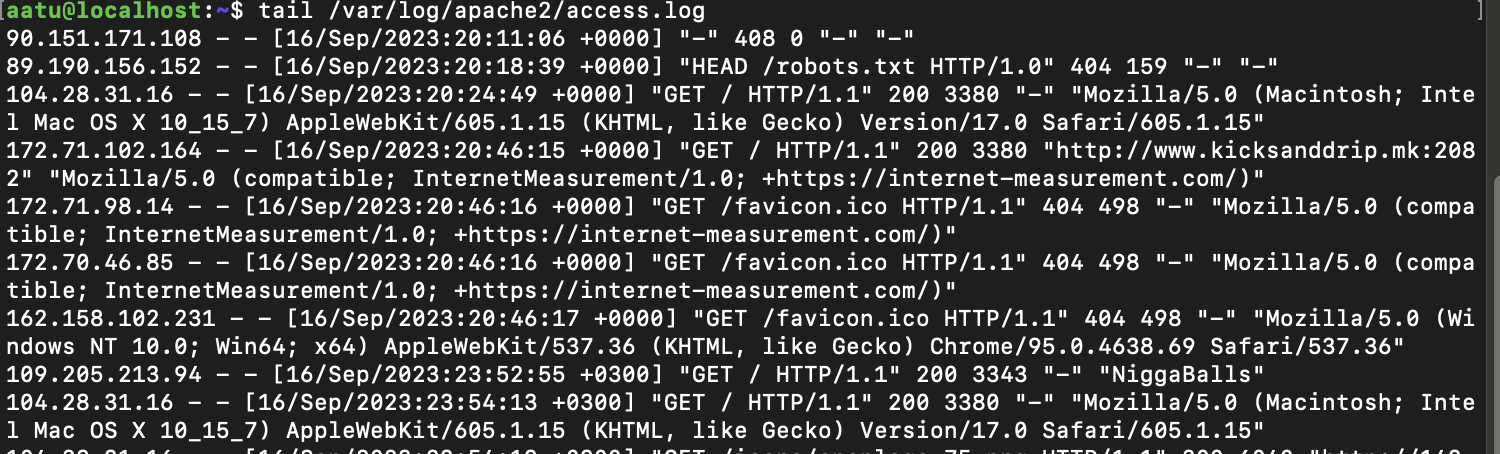 [aatu@localhost:~$ tail /var/log/apache2/access.log ]
90.151.171.108 - - [16/Sep/2023:20:11:06 +0000] "-" 408 0 "-" "-"
89.190.156.152 - - [16/Sep/2023:20:18:39 +0000] "HEAD /robots.txt HTTP/1.0" 404 159 "-" "-"
104.28.31.16 - - [16/Sep/2023:20:24:49 +0000] "GET / HTTP/1.1" 200 3380 "-" "Mozilla/5.0 (Macintosh; Inte
l Mac OS X 10_15_7) AppleWebKit/605.1.15 (KHTML, like Gecko) Version/17.0 Safari/605.1.15"
172.71.102.164 - - [16/Sep/2023:20:46:15 +0000] "GET / HTTP/1.1" 200 3380 "http://www.kicksanddrip.mk:208
2" "Mozilla/5.0 (compatible; InternetMeasurement/1.0; +https://internet-measurement.com/)"
172.71.98.14 - - [16/Sep/2023:20:46:16 +0000] "GET /favicon.ico HTTP/1.1" 404 498 "-" "Mozilla/5.0 (compa
tible; InternetMeasurement/1.0; +https://internet-measurement.com/)"
172.70.46.85 - - [16/Sep/2023:20:46:16 +0000] "GET /favicon.ico HTTP/1.1" 404 498 "-" "Mozilla/5.0 (compa
tible; InternetMeasurement/1.0; +https://internet-measurement.com/)"
162.158.102.231 - - [16/Sep/2023:20:46:17 +0000] "GET /favicon.ico HTTP/1.1" 404 498 "-" "Mozilla/5.0 (Wi
ndows NT 10.0; Win64; x64) AppleWebKit/537.36 (KHTML, like Gecko) Chrome/95.0.4638.69 Safari/537.36"
109.205.213.94 - - [16/Sep/2023:23:52:55 +0300] "GET / HTTP/1.1" 200 3343 "-" "NiggaBalls"
104.28.31.16 - - [16/Sep/2023:23:54:13 +0300] "GET / HTTP/1.1" 200 3380 "-" "Mozilla/5.0 (Macintosh; Inte
l Mac OS X 10_15_7) AppleWebKit/605.1.15 (KHTML, like Gecko) Version/17.0 Safari/605.1.15"